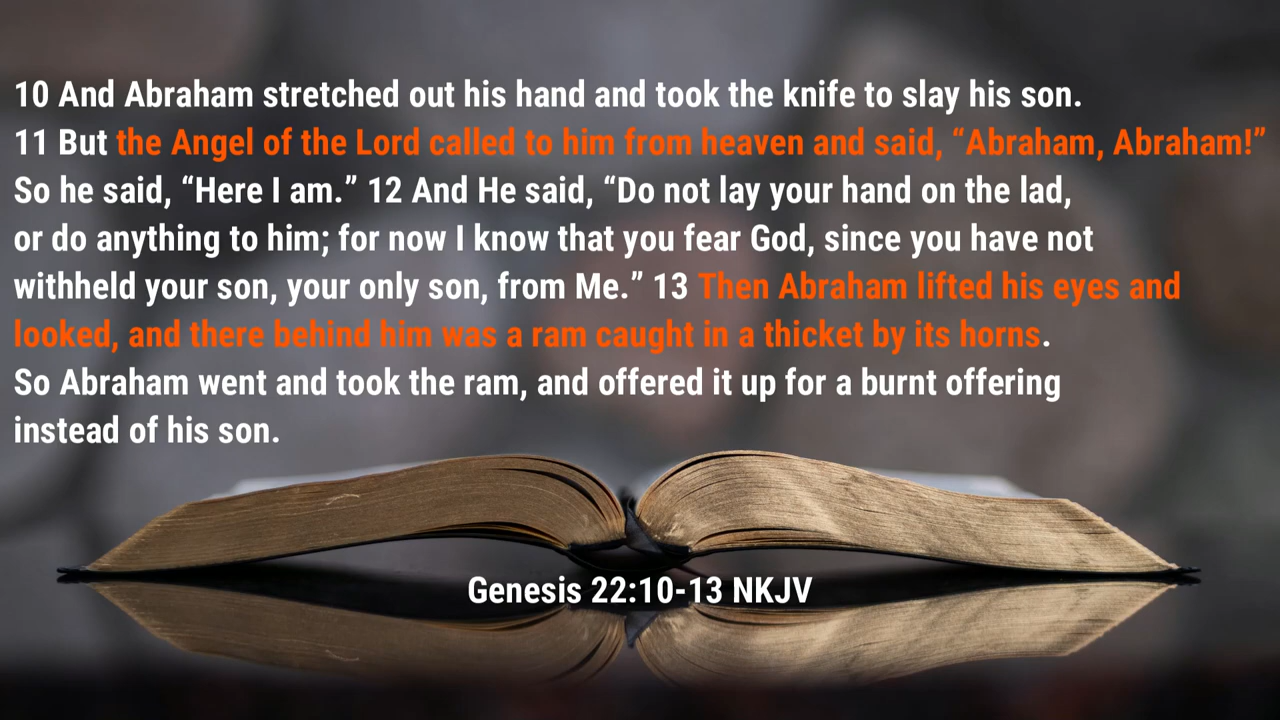 10 And Abraham stretched out his hand and took the knife to slay his son.
11 But the Angel of the Lord called to him from heaven and said, “Abraham, Abraham!”
So he said, “Here I am.” 12 And He said, “Do not lay your hand on the lad,
or do anything to him; for now I know that you fear God, since you have not
withheld your son, your only son, from Me.” 13 Then Abraham lifted his eyes and
looked, and there behind him was a ram caught in a thicket by its horns.
So Abraham went and took the ram, and offered it up for a burnt offering
instead of his son.
Genesis 22:10-13 NKJV